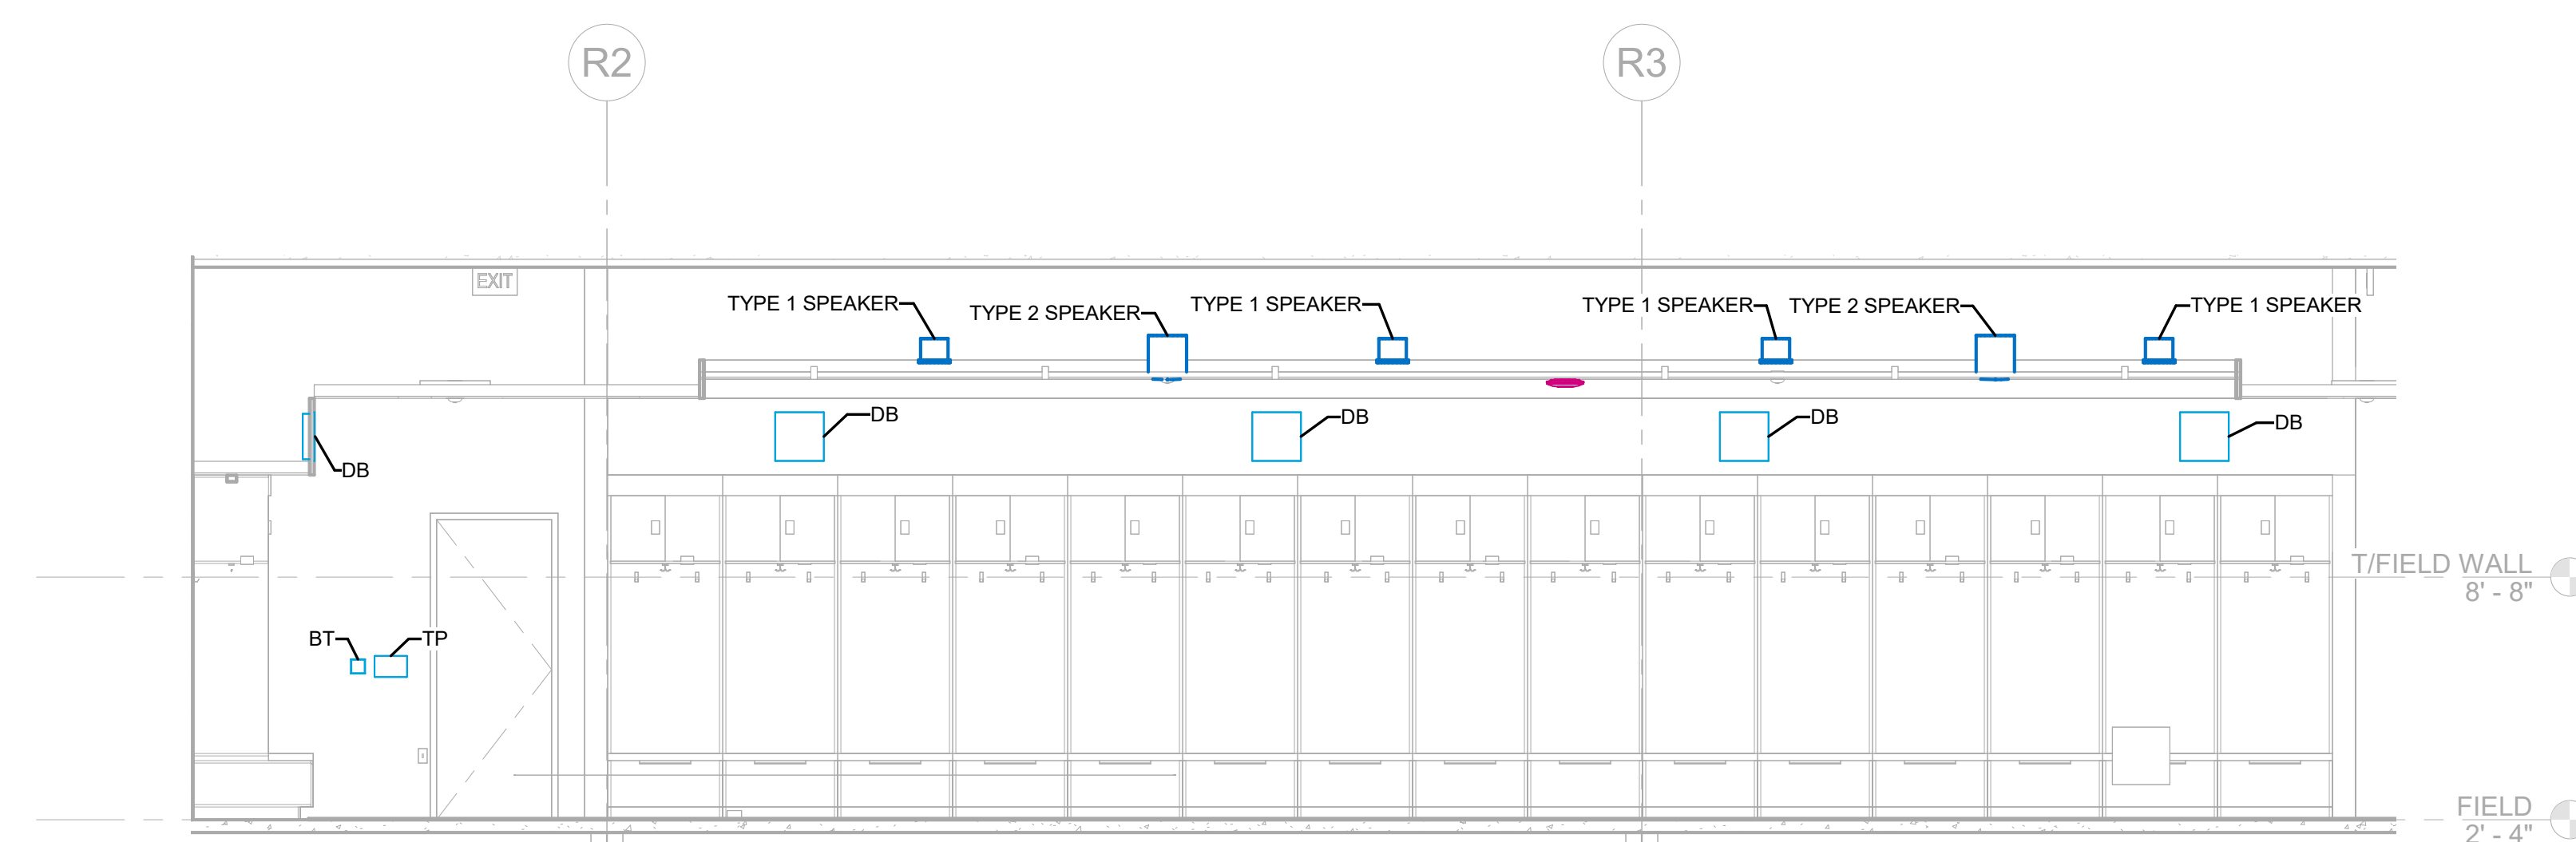 R2
R3
EXIT
TYPE 1 SPEAKER
TYPE 2 SPEAKER
TYPE 1 SPEAKER
TYPE 1 SPEAKER
TYPE 2 SPEAKER
TYPE 1 SPEAKER
DB
DB
DB
DB
DB
T/FIELD WALL
8' - 8"
BT
TP
FIELD
2' - 4"